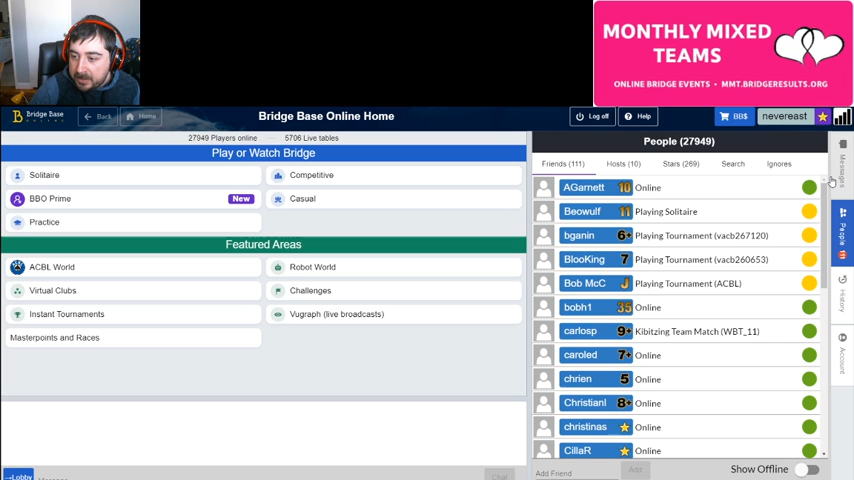 MONTHLY MIXED
TEAMS
ONLINE BRIDGE EVENTS • MMT.BRIDGERESULTS.ORG
Bridge Base
Back
Home
Bridge Base Online Home
Log off
Help
BB$
nevereast
27949 Players online
5706 Live tables
Play or Watch Bridge
Solitaire
Competitive
BBO Prime
New
Casual
Practice
Featured Areas
ACBL World
Robot World
Virtual Clubs
Challenges
Instant Tournaments
Vugraph (live broadcasts)
Masterpoints and Races
Lobby
Message
Chat
People (27949)
Friends (111)
Hosts (10)
Stars (269)
Search
Ignores
AGarnett 10 Online
Beowulf 11 Playing Solitaire
bganin 6+ Playing Tournament (vacb267120)
BlooKing 7 Playing Tournament (vacb260653)
Bob McC J Playing Tournament (ACBL)
bobh1 35 Online
carlosp 9+ Kibitzing Team Match (WBT_11)
caroled 7+ Online
chrien 5 Online
Christianl 8+ Online
christinas Online
CillaR Online
Add Friend
Add
Show Offline
Messages
People
History
Account